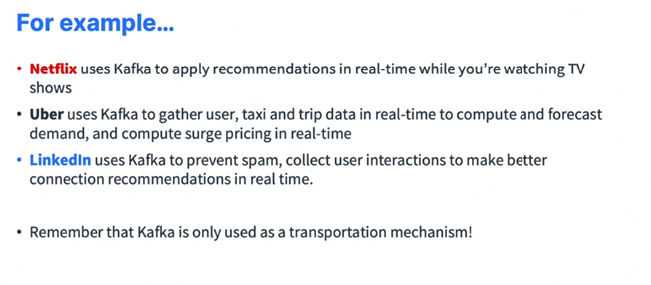 For example...
• Netflix uses Kafka to apply recommendations in real-time while you're watching TV
shows
• Uber uses Kafka to gather user, taxi and trip data in real-time to compute and forecast
demand, and compute surge pricing in real-time
• LinkedIn uses Kafka to prevent spam, collect user interactions to make better
connection recommendations in real time.
• Remember that Kafka is only used as a transportation mechanism!